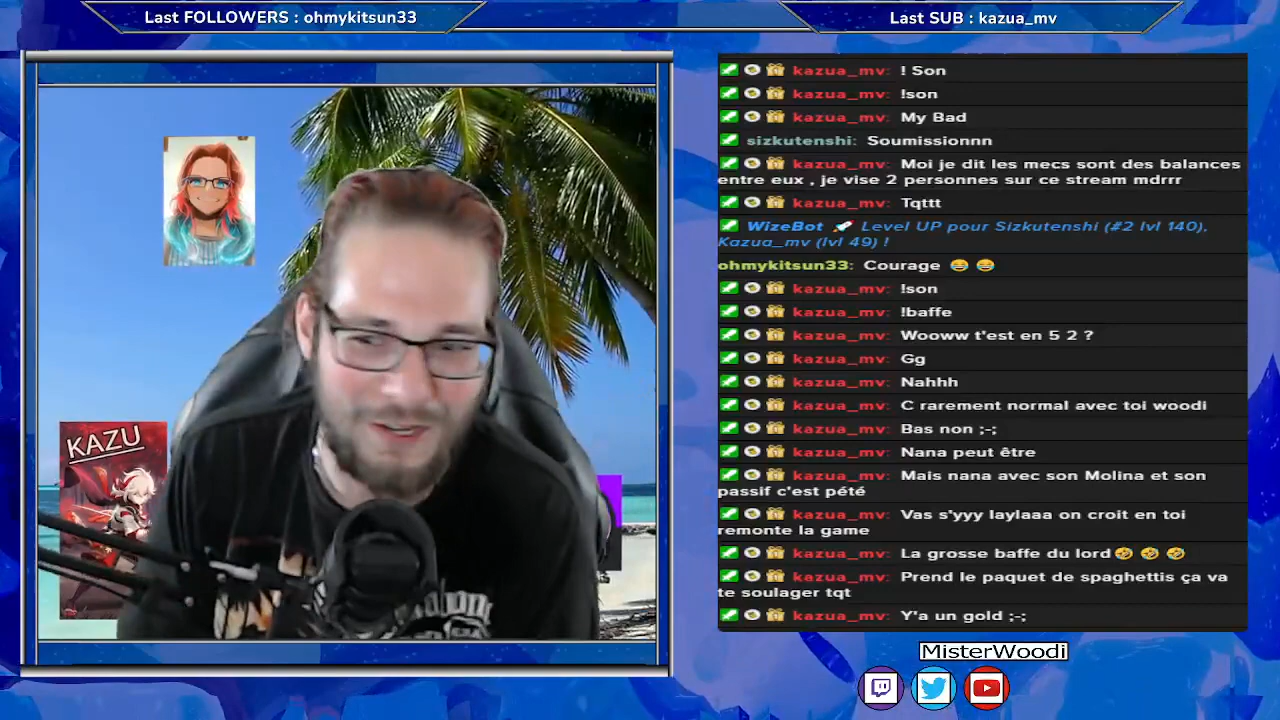 Last FOLLOWERS : ohmykitsun33
Last SUB : kazua_mv
KAZU
kazua_mv: ! Son
kazua_mv: !son
kazua_mv: My Bad
sizkutenshi: Soumissionnn
kazua_mv: Moi je dit les mecs sont des balances
entre eux , je vise 2 personnes sur ce stream mdrrr
kazua_mv: Tqttt
WizeBot 🚀 Level UP pour Sizkutenshi (#2 lvl 140),
Kazua_mv (lvl 49) !
ohmykitsun33: Courage 😂 😂
kazua_mv: !son
kazua_mv: !baffe
kazua_mv: Wooww t'est en 5 2 ?
kazua_mv: Gg
kazua_mv: Nahhh
kazua_mv: C rarement normal avec toi woodi
kazua_mv: Bas non ;-;
kazua_mv: Nana peut être
kazua_mv: Mais nana avec son Molina et son
passif c'est pété
kazua_mv: Vas s'yyy laylaaa on croit en toi
remonte la game
kazua_mv: La grosse baffe du lord🤣 🤣 🤣
kazua_mv: Prend le paquet de spaghettis ça va
te soulager tqt
kazua_mv: Y'a un gold ;-;
MisterWoodi